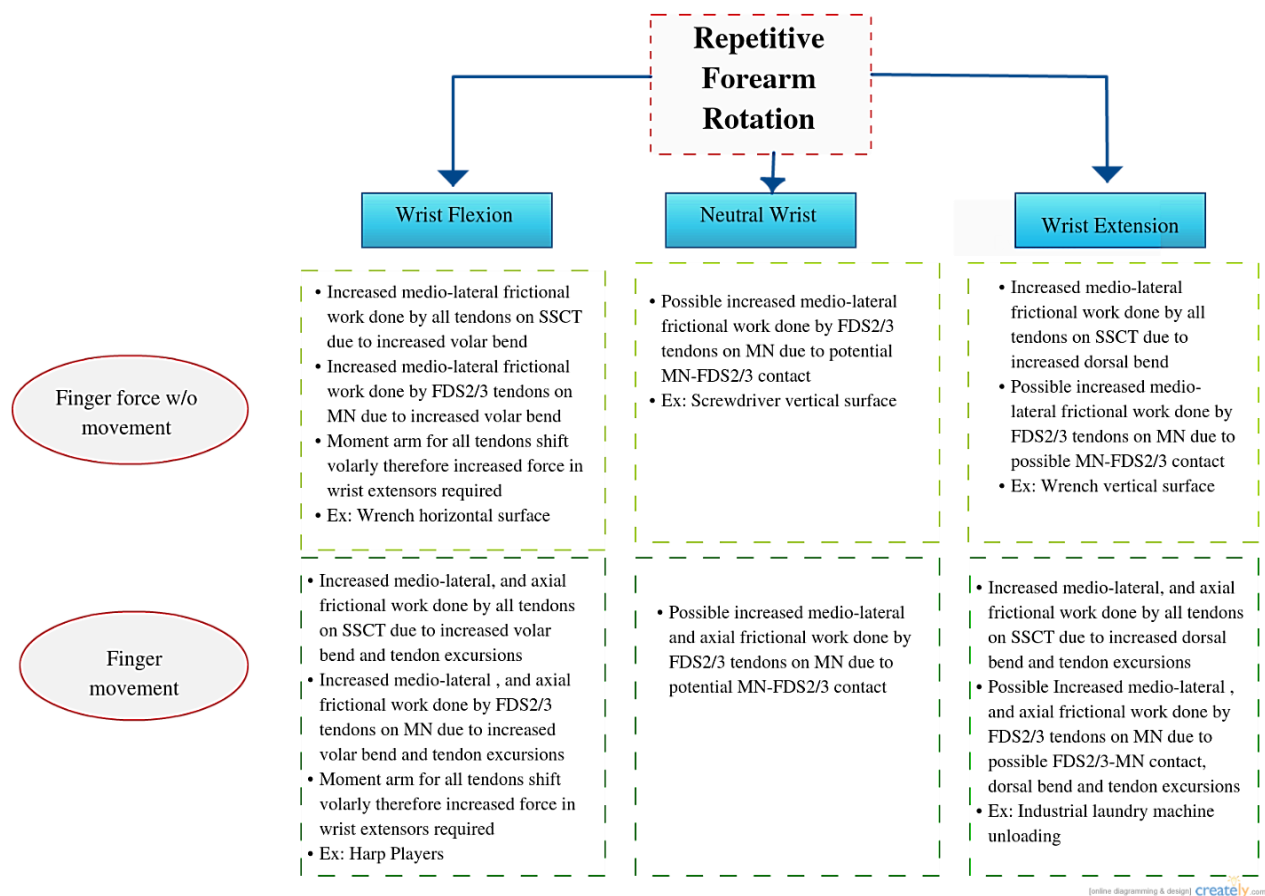 Repetitive
Forearm
Rotation
Wrist Flexion
Neutral Wrist
Wrist Extension
Finger force w/o
movement
• Increased medio-lateral frictional
work done by all tendons on SSCT
due to increased volar bend
• Increased medio-lateral frictional
work done by FDS2/3 tendons on
MN due to increased volar bend
• Moment arm for all tendons shift
volarly therefore increased force in
wrist extensors required
• Ex: Wrench horizontal surface
• Possible increased medio-lateral
frictional work done by FDS2/3
tendons on MN due to potential
MN-FDS2/3 contact
• Ex: Screwdriver vertical surface
• Increased medio-lateral
frictional work done by all
tendons on SSCT due to
increased dorsal bend
• Possible increased medio-
lateral frictional work done by
FDS2/3 tendons on MN due to
possible MN-FDS2/3 contact
• Ex: Wrench vertical surface
Finger
movement
• Increased medio-lateral, and axial
frictional work done by all tendons
on SSCT due to increased volar
bend and tendon excursions
• Increased medio-lateral , and axial
frictional work done by FDS2/3
tendons on MN due to increased
volar bend and tendon excursions
• Moment arm for all tendons shift
volarly therefore increased force in
wrist extensors required
• Ex: Harp Players
• Possible increased medio-lateral
and axial frictional work done by
FDS2/3 tendons on MN due to
potential MN-FDS2/3 contact
• Increased medio-lateral, and axial
frictional work done by all tendons
on SSCT due to increased dorsal
bend and tendon excursions
• Possible Increased medio-lateral ,
and axial frictional work done by
FDS2/3 tendons on MN due to
possible FDS2/3-MN contact,
dorsal bend and tendon excursions
• Ex: Industrial laundry machine
unloading
[online diagramming & design] creately.com